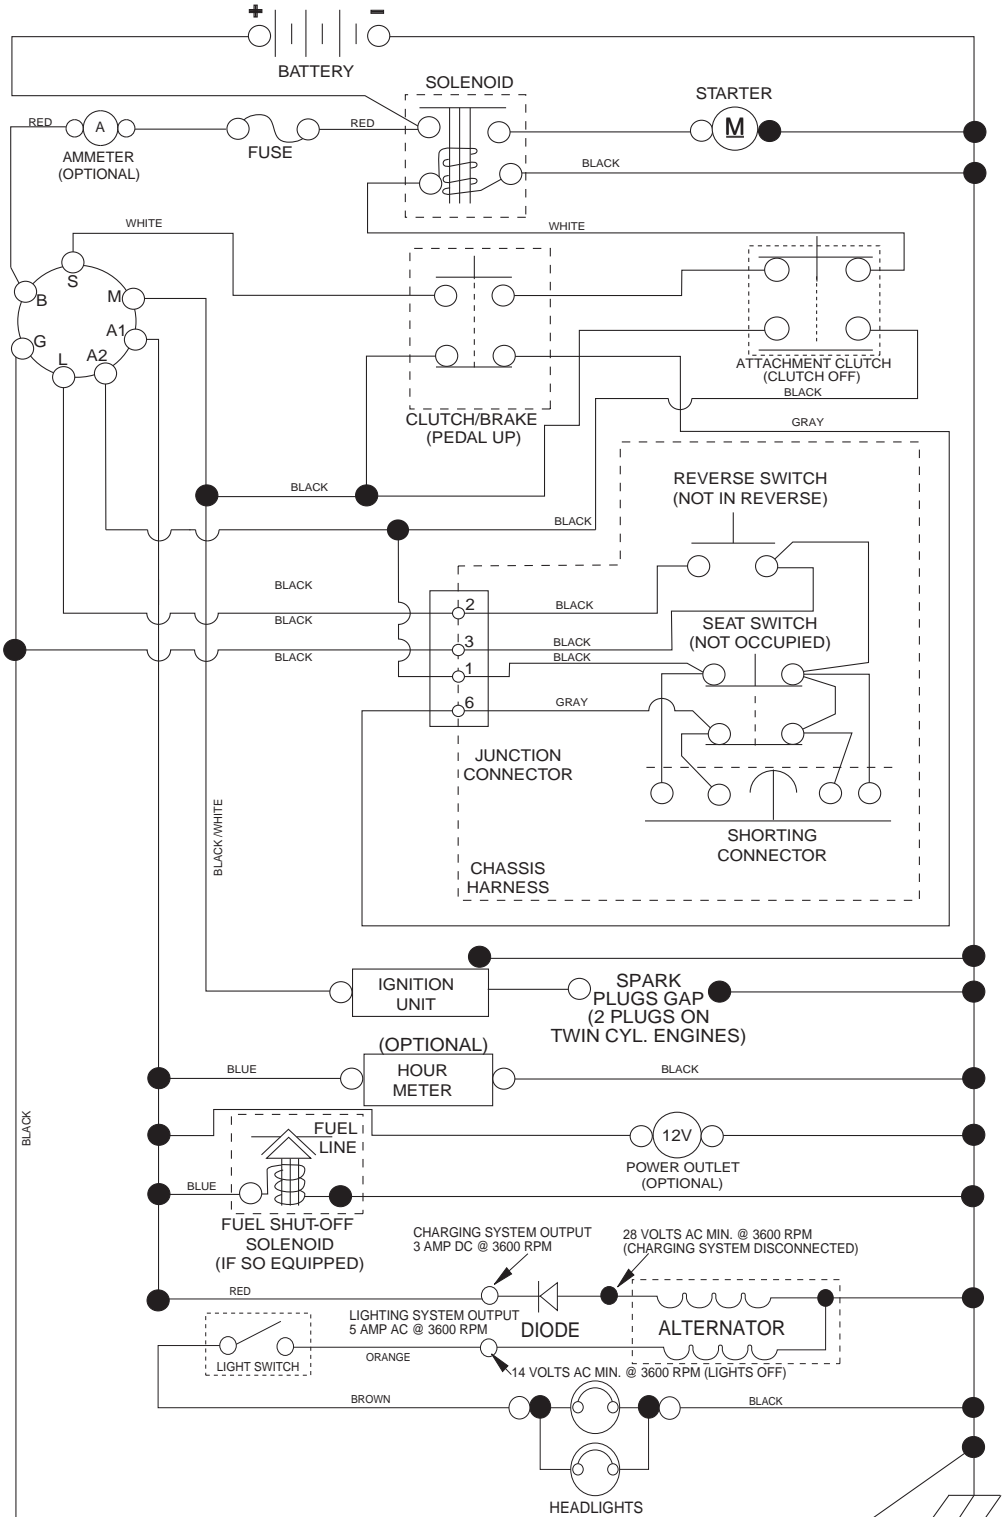 + −
BATTERY
SOLENOID
STARTER
RED
A
RED
M
AMMETER
(OPTIONAL)
FUSE
BLACK
WHITE
WHITE
S
B
M
G
A1
L
A2
ATTACHMENT CLUTCH
(CLUTCH OFF)
BLACK
CLUTCH/BRAKE
(PEDAL UP)
GRAY
REVERSE SWITCH
(NOT IN REVERSE)
BLACK
BLACK
BLACK
2
BLACK
BLACK
SEAT SWITCH
(NOT OCCUPIED)
3
BLACK
BLACK
BLACK
1
6
GRAY
JUNCTION
CONNECTOR
BLACK/WHITE
SHORTING
CONNECTOR
CHASSIS
HARNESS
IGNITION
UNIT
SPARK
PLUGS GAP
(2 PLUGS ON
TWIN CYL. ENGINES)
(OPTIONAL)
HOUR
METER
BLUE
BLACK
BLACK
FUEL
LINE
12V
POWER OUTLET
(OPTIONAL)
BLUE
FUEL SHUT-OFF
SOLENOID
(IF SO EQUIPPED)
CHARGING SYSTEM OUTPUT
3 AMP DC @ 3600 RPM
28 VOLTS AC MIN. @ 3600 RPM
(CHARGING SYSTEM DISCONNECTED)
RED
LIGHTING SYSTEM OUTPUT
5 AMP AC @ 3600 RPM
DIODE
ALTERNATOR
LIGHT SWITCH
ORANGE
14 VOLTS AC MIN. @ 3600 RPM (LIGHTS OFF)
BROWN
BLACK
HEADLIGHTS